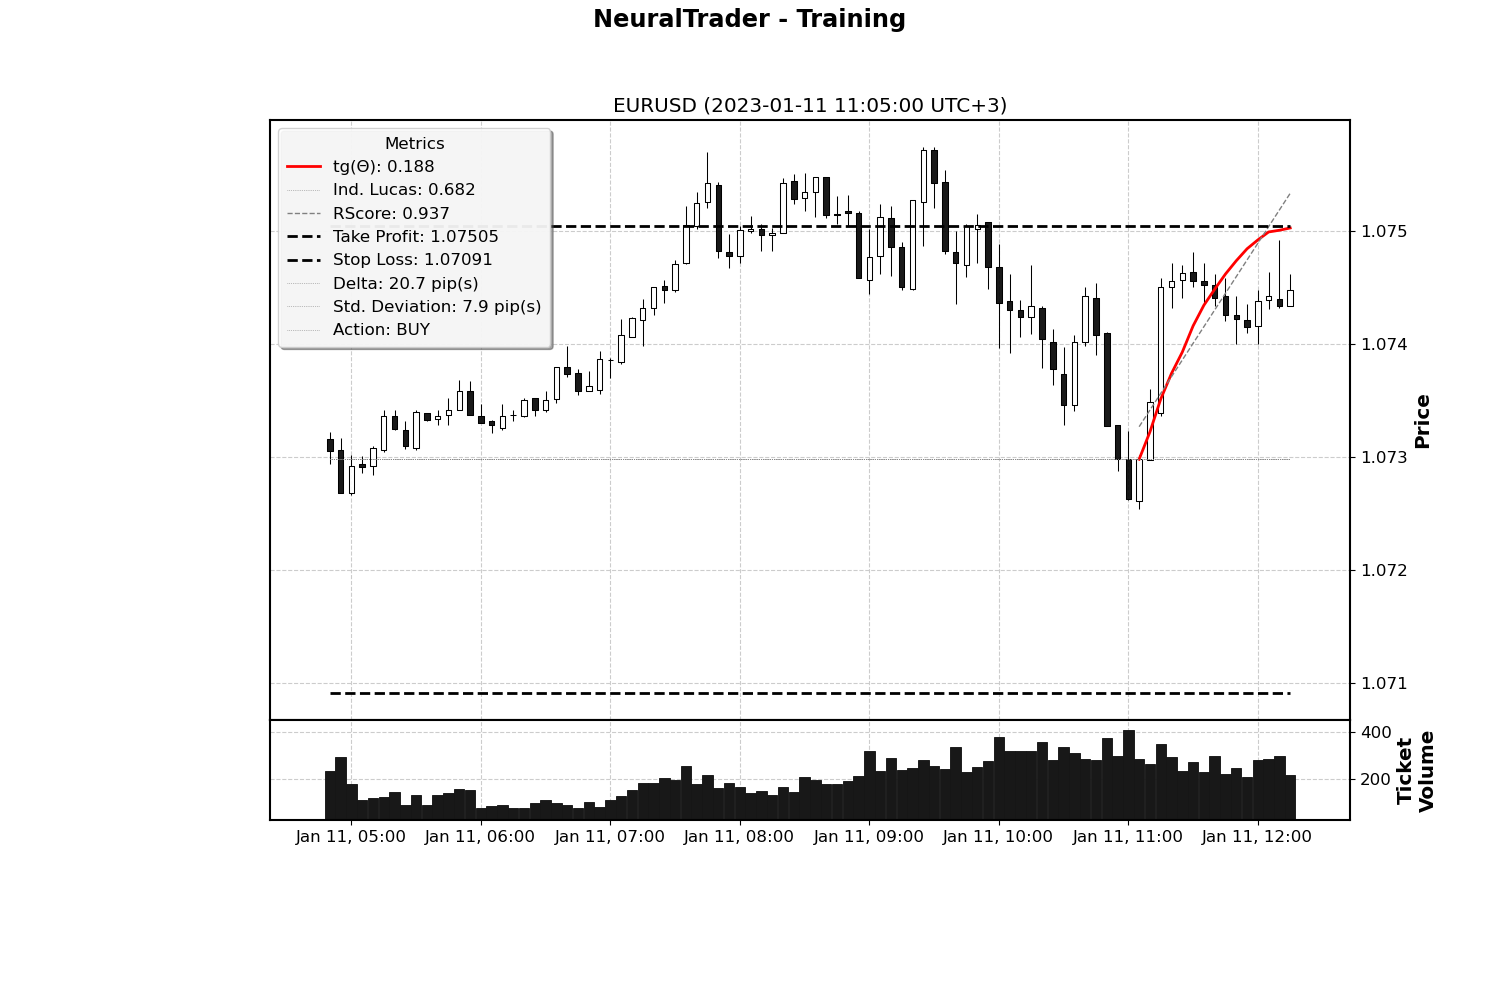 NeuralTrader - Training
EURUSD (2023-01-11 11:05:00 UTC+3)
Metrics
tg(Θ): 0.188
Ind. Lucas: 0.682
RScore: 0.937
Take Profit: 1.07505
Stop Loss: 1.07091
Delta: 20.7 pip(s)
Std. Deviation: 7.9 pip(s)
Action: BUY
1.075
1.074
1.073
1.072
1.071
Price
400
200
Ticket
Volume
Jan 11, 05:00
Jan 11, 06:00
Jan 11, 07:00
Jan 11, 08:00
Jan 11, 09:00
Jan 11, 10:00
Jan 11, 11:00
Jan 11, 12:00